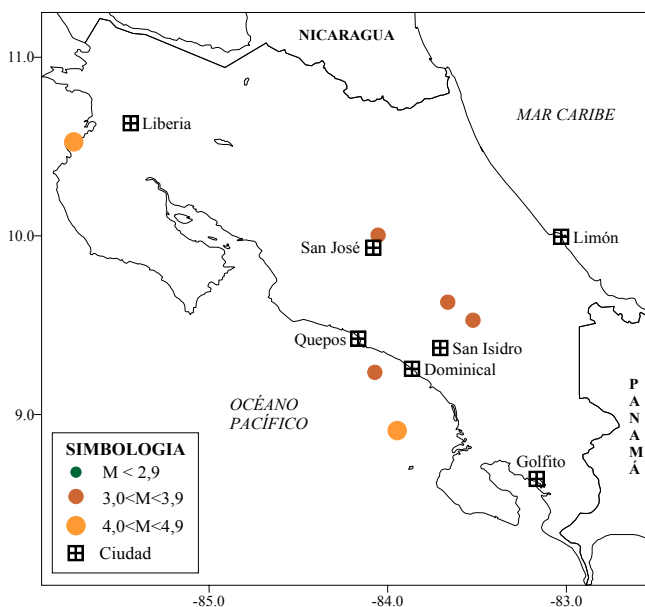 11.0
10.0
9.0
NICARAGUA
MAR CARIBE
Liberia
San José
Limón
Quepos
San Isidro
Dominical
OCÉANO
PACÍFICO
Golfito
PANAMÁ
SIMBOLOGIA
M < 2,9
3,0<M<3,9
4,0<M<4,9
Ciudad
-85.0
-84.0
-83.0